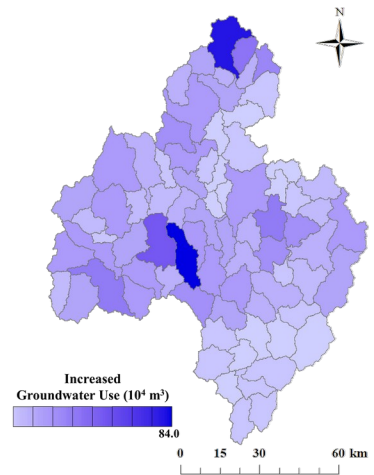 N
Increased
Groundwater Use (10⁴ m³)
84.0
0 15 30 60 km